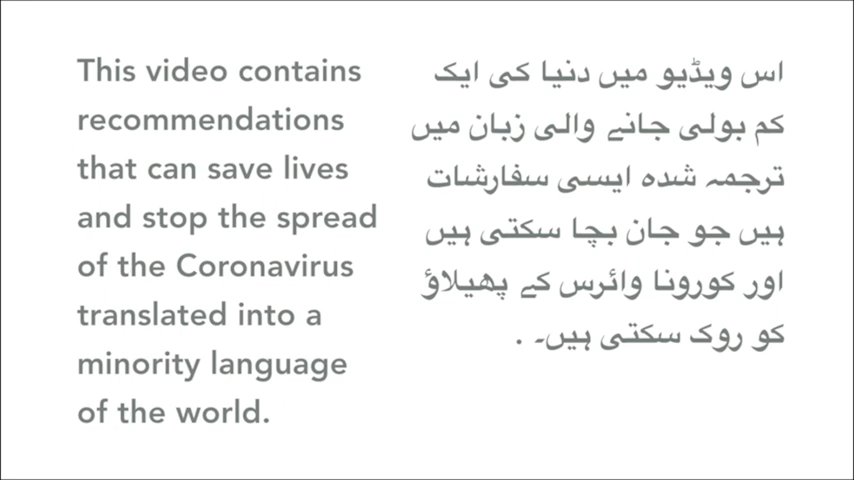 This video contains
recommendations
that can save lives
and stop the spread
of the Coronavirus
translated into a
minority language
of the world.
اس ویڈیو میں دنیا کی ایک
کم بولی جانے والی زبان میں
ترجمہ شدہ ایسی سفارشات
ہیں جو جان بچا سکتی ہیں
اور کورونا وائرس کے پھیلاؤ
کو روک سکتی ہیں۔ .